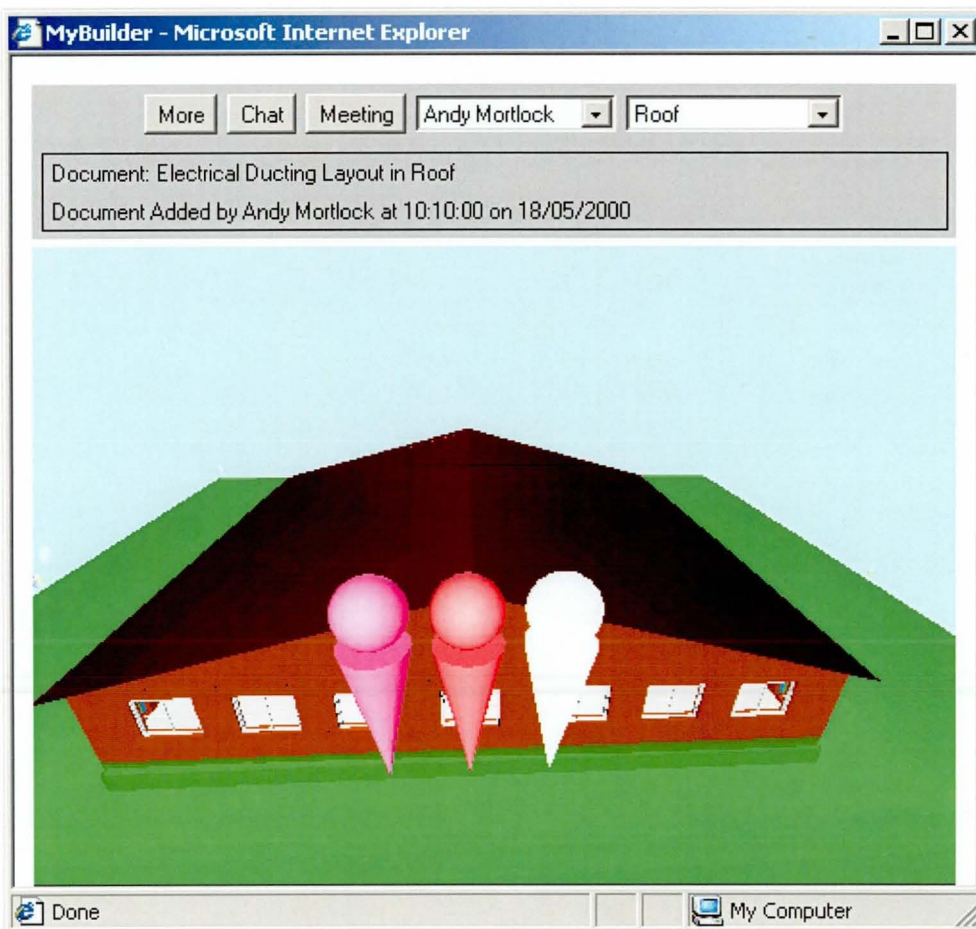 MyBuilder - Microsoft Internet Explorer
More Chat Meeting Andy Mortlock Roof
Document: Electrical Ducting Layout in Roof
Document Added by Andy Mortlock at 10:10:00 on 18/05/2000
Done My Computer